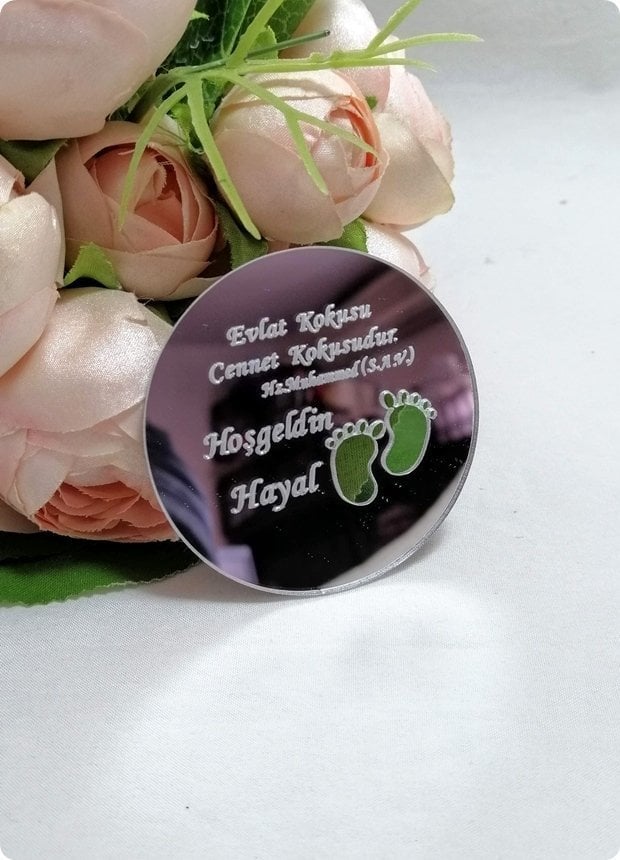 Evlat Kokusu
Cennet Kokusudur.
Hz.Muhammed (S.A.V.)
Hoşgeldin
Hayal